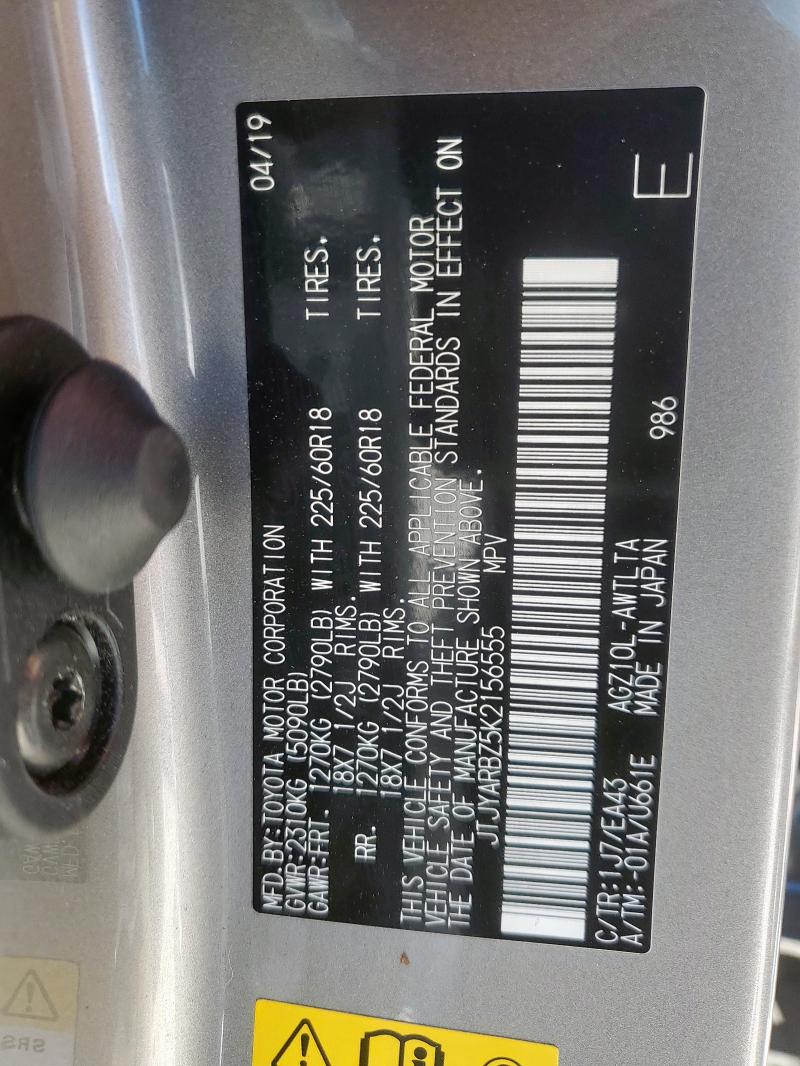 MFD. BY:TOYOTA MOTOR CORPORATION 04/19
GVWR:2310KG (5090LB)
GAWR:FRT. 1270KG (2790LB) WITH 225/60R18 TIRES.
18X7 1/2J RIMS.
RR. 1270KG (2790LB) WITH 225/60R18 TIRES.
18X7 1/2J RIMS.
THIS VEHICLE CONFORMS TO ALL APPLICABLE FEDERAL MOTOR
VEHICLE SAFETY AND THEFT PREVENTION STANDARDS IN EFFECT ON
THE DATE OF MANUFACTURE SHOWN ABOVE.
JTJYARBZ5K2156555 MPV
C/TR:1J7/EA43 AGZ10L-AWTLTA
A/TM:-01A/U661E MADE IN JAPAN 986
E
SRS